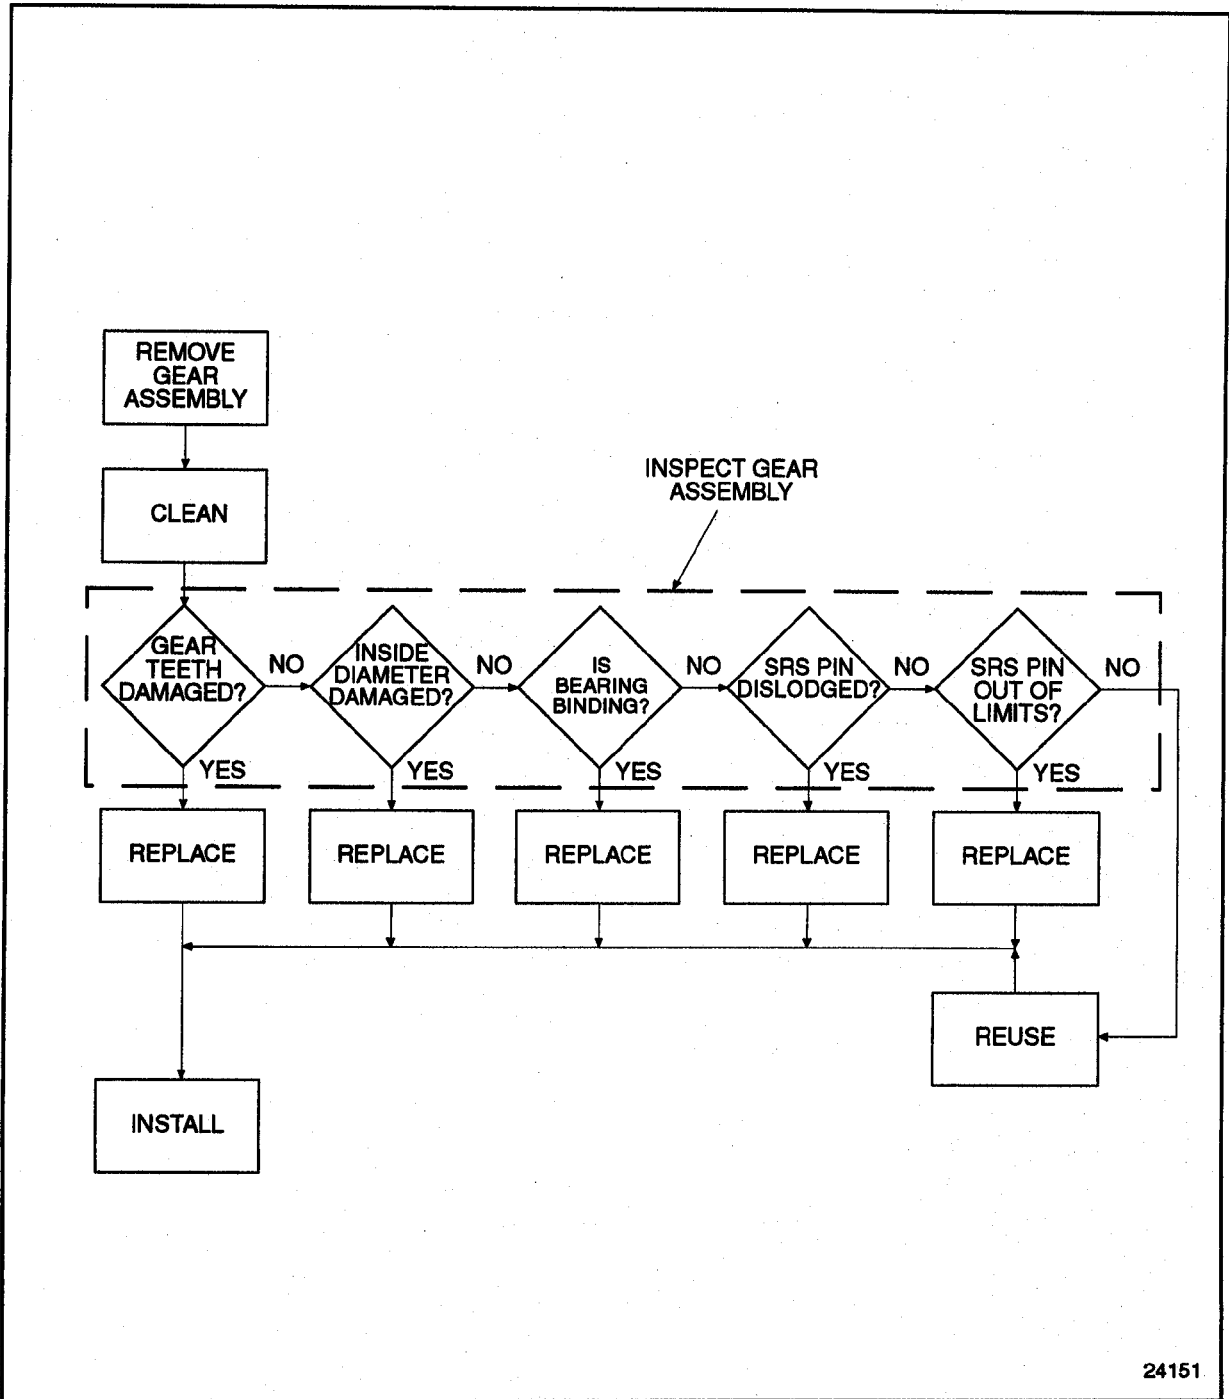 REMOVE
GEAR
ASSEMBLY
CLEAN
INSPECT GEAR
ASSEMBLY
GEAR
TEETH
DAMAGED?
NO
INSIDE
DIAMETER
DAMAGED?
NO
IS
BEARING
BINDING?
NO
SRS PIN
DISLODGED?
NO
SRS PIN
OUT OF
LIMITS?
NO
YES
YES
YES
YES
YES
REPLACE
REPLACE
REPLACE
REPLACE
REPLACE
REUSE
INSTALL
24151